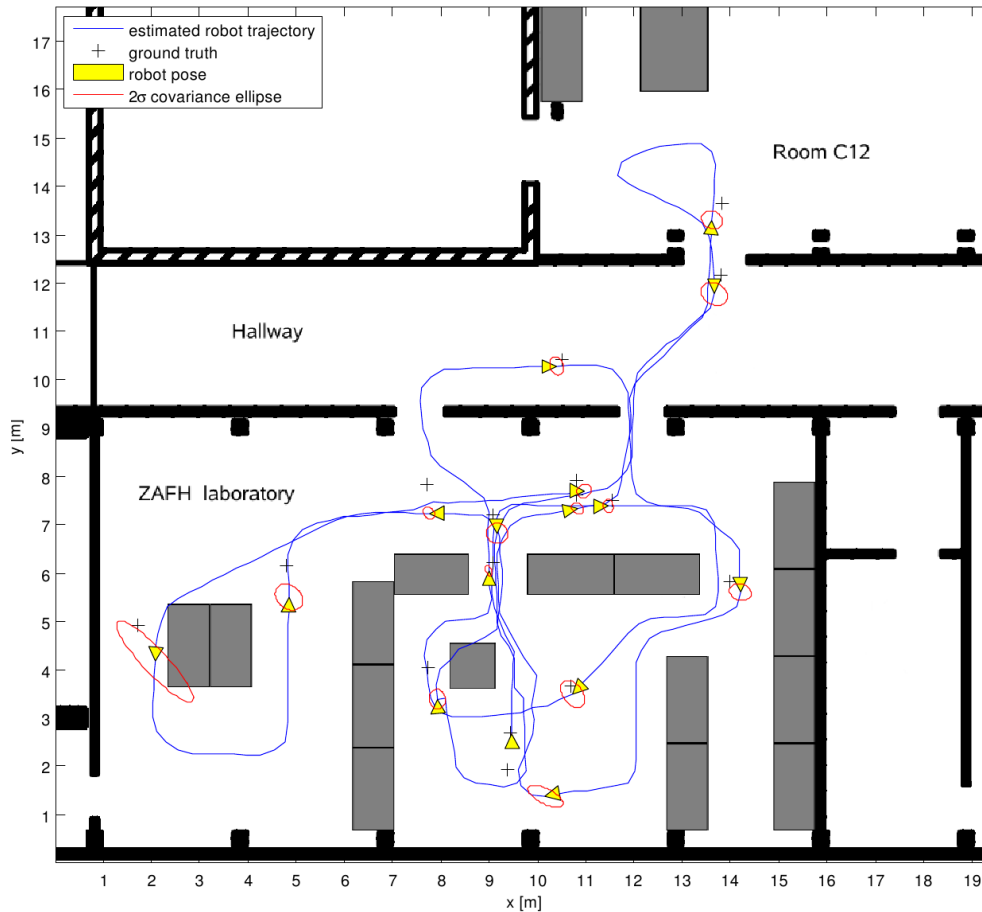 estimated robot trajectory
ground truth
robot pose
2σ covariance ellipse
Room C12
Hallway
ZAFH laboratory
y [m]
17
16
15
14
13
12
11
10
9
8
7
6
5
4
3
2
1
1 2 3 4 5 6 7 8 9 10 11 12 13 14 15 16 17 18 19
x [m]